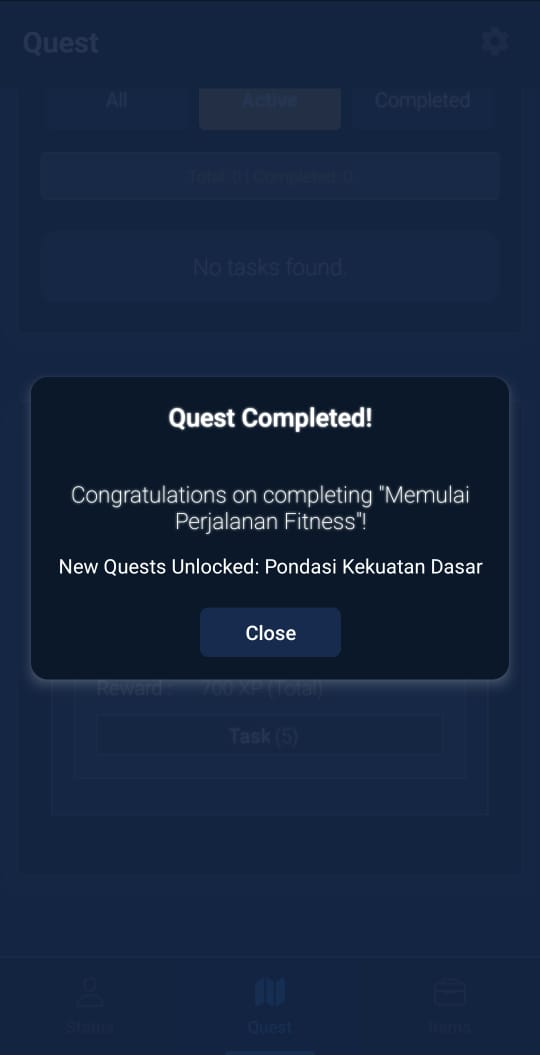 Quest
All
Active
Completed
Total: 0 | Completed: 0
No tasks found.
Quest Completed!
Congratulations on completing "Memulai
Perjalanan Fitness"!
New Quests Unlocked: Pondasi Kekuatan Dasar
Close
Reward : 700 XP (Total)
Task (5)
Status
Quest
Items